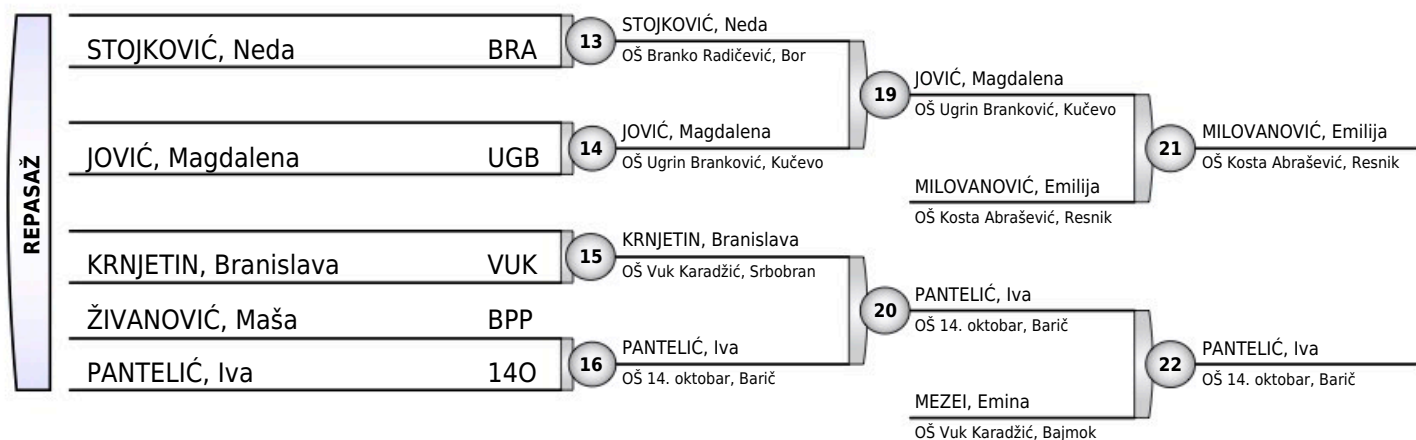 REPASAŽ
STOJKOVIĆ, Neda BRA
JOVIĆ, Magdalena UGB
KRNJETIN, Branislava VUK
ŽIVANOVIĆ, Maša BPP
PANTELIĆ, Iva 14O
13
STOJKOVIĆ, Neda
OŠ Branko Radičević, Bor
14
JOVIĆ, Magdalena
OŠ Ugrin Branković, Kučevo
15
KRNJETIN, Branislava
OŠ Vuk Karadžić, Srbobran
16
PANTELIĆ, Iva
OŠ 14. oktobar, Barič
19
JOVIĆ, Magdalena
OŠ Ugrin Branković, Kučevo
MILOVANOVIĆ, Emilija
OŠ Kosta Abrašević, Resnik
20
PANTELIĆ, Iva
OŠ 14. oktobar, Barič
MEZEI, Emina
OŠ Vuk Karadžić, Bajmok
21
MILOVANOVIĆ, Emilija
OŠ Kosta Abrašević, Resnik
22
PANTELIĆ, Iva
OŠ 14. oktobar, Barič